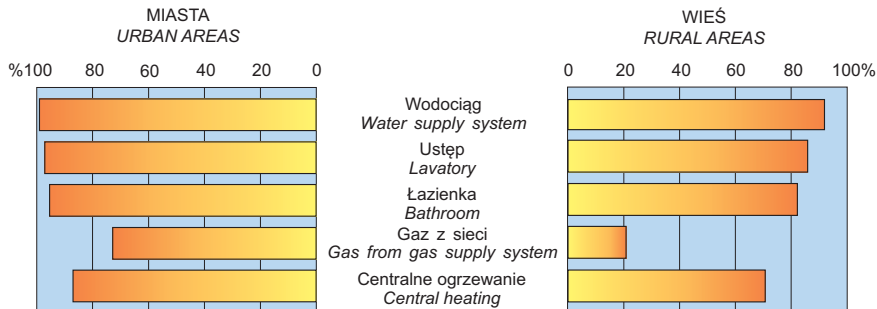 MIASTA
URBAN AREAS
WIEŚ
RURAL AREAS
%100 80 60 40 20 0
0 20 40 60 80 100%
Wodociąg
Water supply system
Ustęp
Lavatory
Łazienka
Bathroom
Gaz z sieci
Gas from gas supply system
Centralne ogrzewanie
Central heating